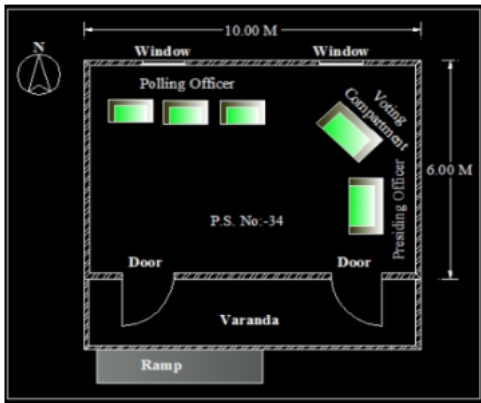 10.00 M
N
Window
Window
Polling Officer
Voting
Compartment
6.00 M
Presiding Officer
P.S. No:-34
Door
Door
Varanda
Ramp